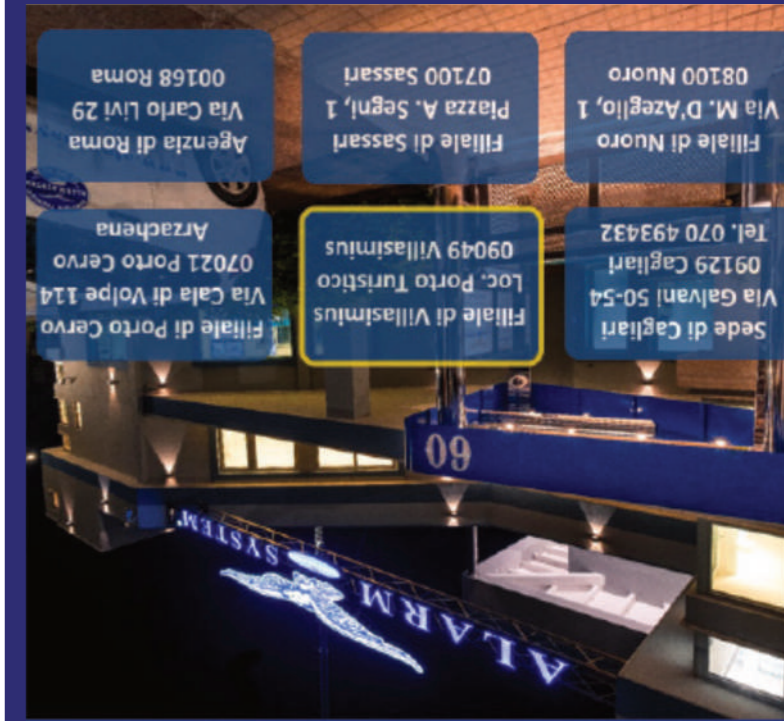 ALARM SYSTEM
Sede di Cagliari
Via Galvani 50-54
09129 Cagliari
Tel. 070 493432
Filiale di Villasimius
Loc. Porto Turistico
09049 Villasimius
Filiale di Porto Cervo
Via Cala di Volpe 114
07021 Porto Cervo
Arzachena
Filiale di Nuoro
Via M. D'Azeglio, 1
08100 Nuoro
Filiale di Sassari
Piazza A. Segni, 1
07100 Sassari
Agenzia di Roma
Via Carlo Livi 29
00168 Roma